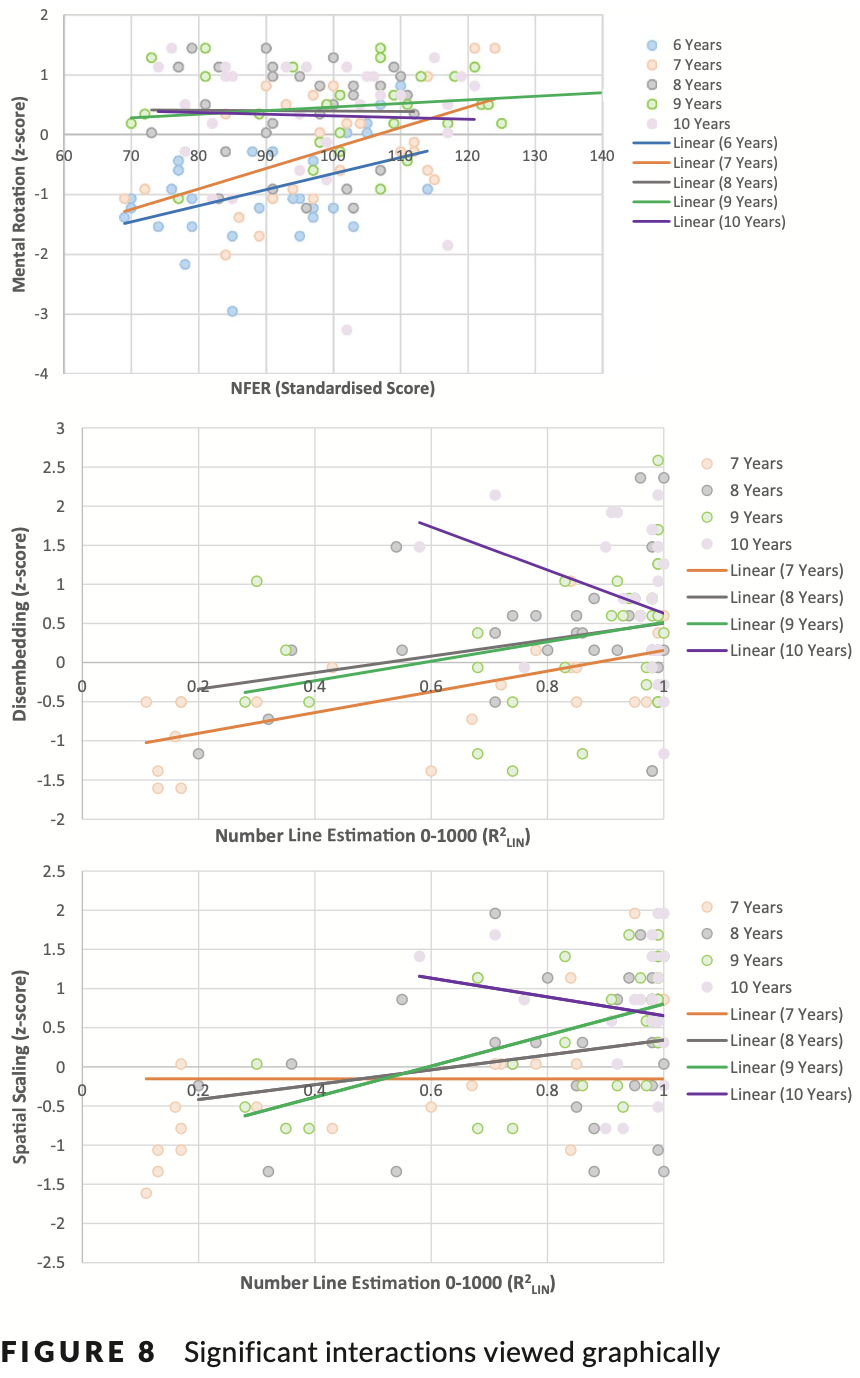 2
1
0
-1
-2
-3
-4
60
70
80
90
100
110
120
130
140
Mental Rotation (z-score)
NFER (Standardised Score)
6 Years
7 Years
8 Years
9 Years
10 Years
Linear (6 Years)
Linear (7 Years)
Linear (8 Years)
Linear (9 Years)
Linear (10 Years)
3
2.5
2
1.5
1
0.5
0
-0.5
-1
-1.5
-2
0
0.2
0.4
0.6
0.8
1
Disembedding (z-score)
Number Line Estimation 0-1000 (R²LIN)
7 Years
8 Years
9 Years
10 Years
Linear (7 Years)
Linear (8 Years)
Linear (9 Years)
Linear (10 Years)
2.5
2
1.5
1
0.5
0
-0.5
-1
-1.5
-2
-2.5
0
0.2
0.4
0.6
0.8
1
Spatial Scaling (z-score)
Number Line Estimation 0-1000 (R²LIN)
7 Years
8 Years
9 Years
10 Years
Linear (7 Years)
Linear (8 Years)
Linear (9 Years)
Linear (10 Years)
FIGURE 8 Significant interactions viewed graphically